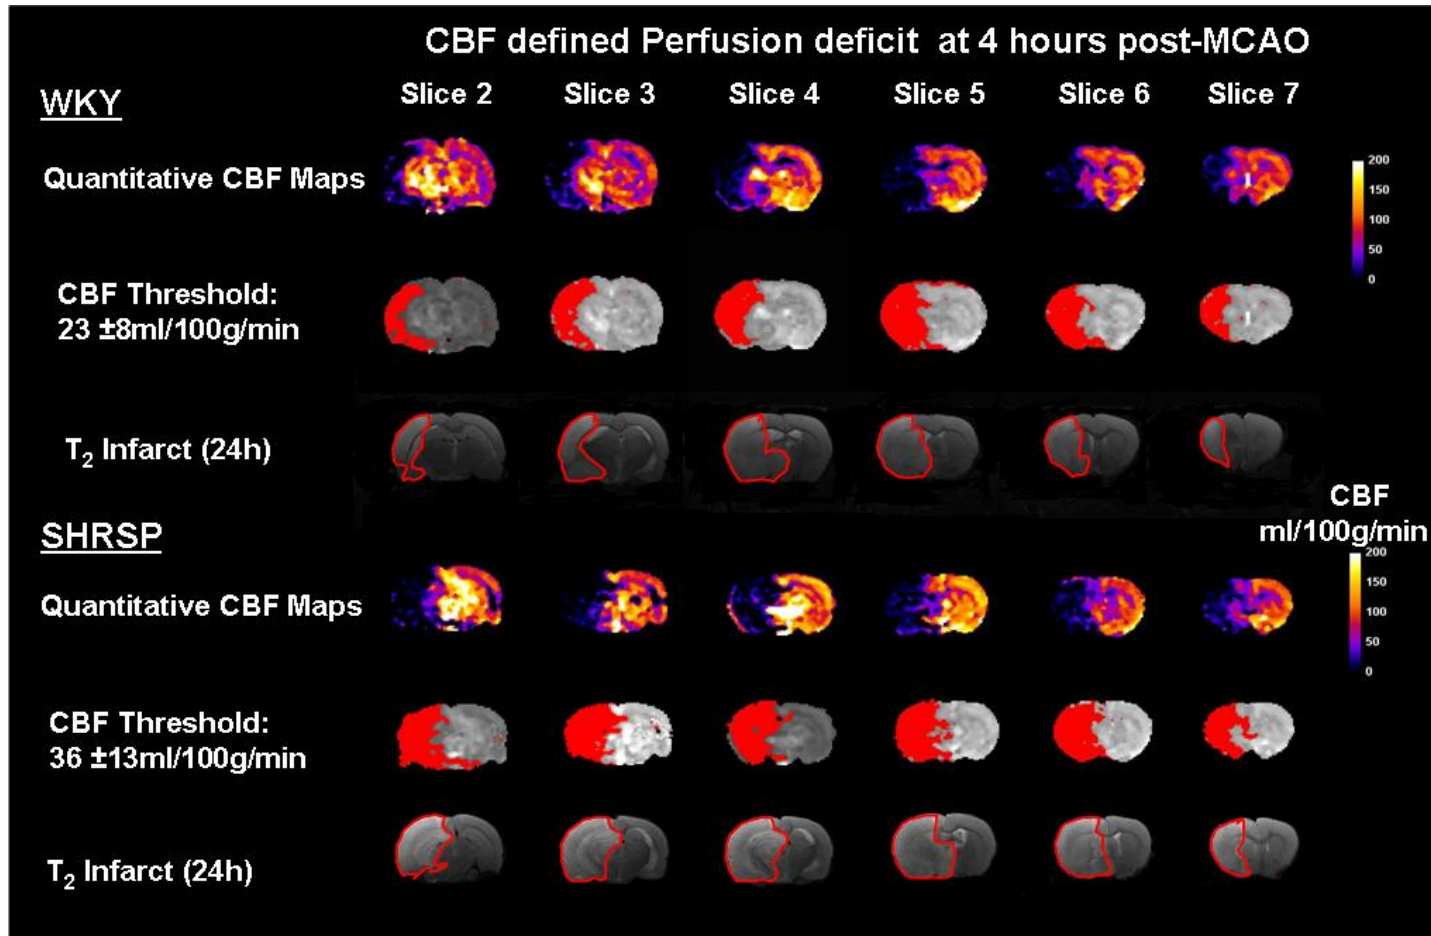 CBF defined Perfusion deficit at 4 hours post-MCAO
WKY
Slice 2 Slice 3 Slice 4 Slice 5 Slice 6 Slice 7
Quantitative CBF Maps
200
150
100
50
0
CBF Threshold:
23 ±8ml/100g/min
T₂ Infarct (24h)
CBF
ml/100g/min
SHRSP
Quantitative CBF Maps
200
150
100
50
0
CBF Threshold:
36 ±13ml/100g/min
T₂ Infarct (24h)